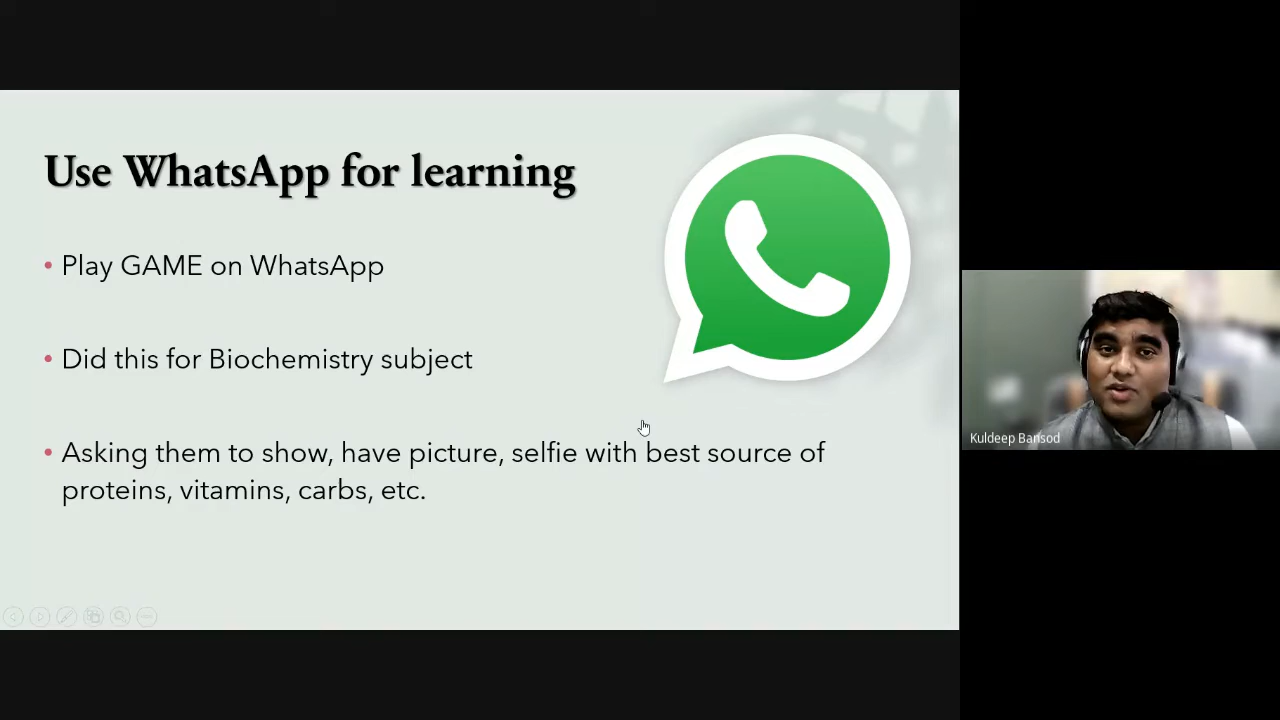 Use WhatsApp for learning
• Play GAME on WhatsApp
• Did this for Biochemistry subject
• Asking them to show, have picture, selfie with best source of
proteins, vitamins, carbs, etc.
Kuldeep Bansod